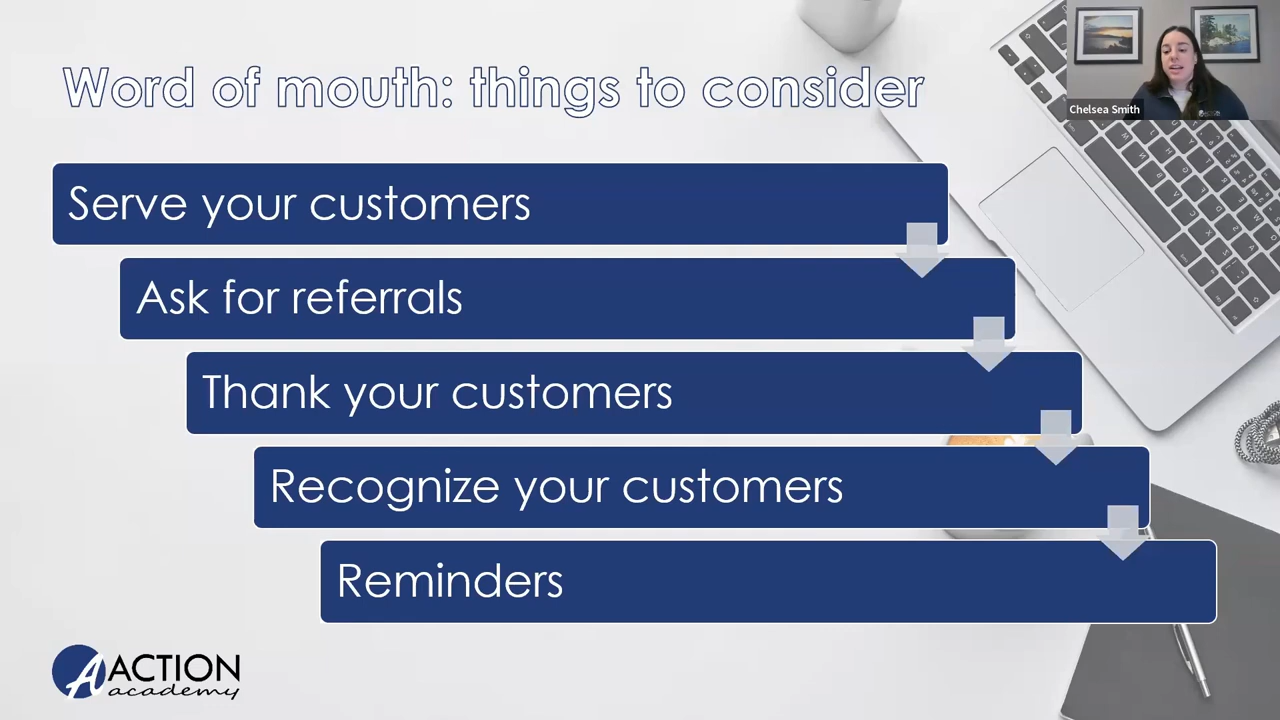 Word of mouth: things to consider
Chelsea Smith
Serve your customers
Ask for referrals
Thank your customers
Recognize your customers
Reminders
A ACTION
academy